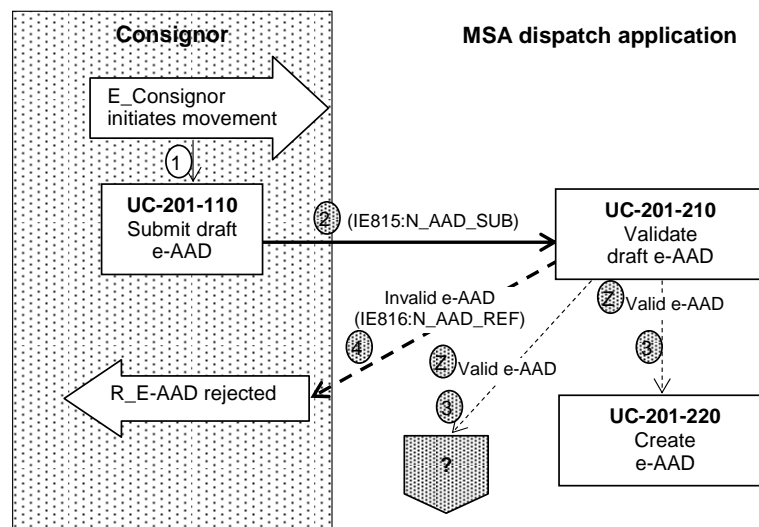 Consignor
MSA dispatch application
E_Consignor
initiates movement
1
UC-201-110
Submit draft
e-AAD
2
(IE815:N_AAD_SUB)
UC-201-210
Validate
draft e-AAD
Invalid e-AAD
(IE816:N_AAD_REF)
Z
Valid e-AAD
4
Z
Valid e-AAD
3
3
R_E-AAD rejected
?
UC-201-220
Create
e-AAD